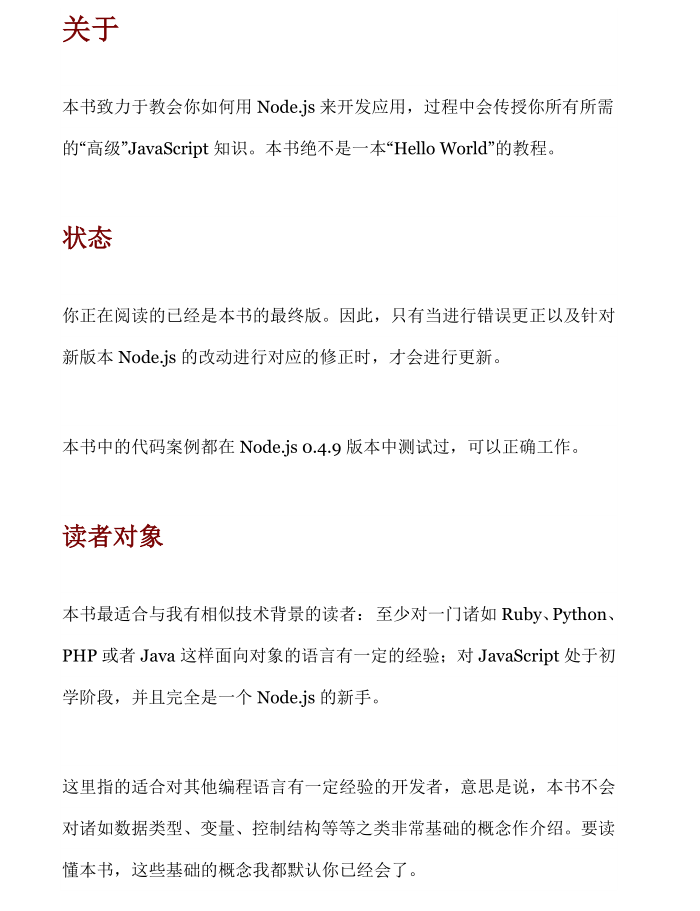 关于
本书致力于教会你如何用 Node.js 来开发应用，过程中会传授你所有所需
的“高级”JavaScript 知识。本书绝不是一本“Hello World”的教程。
状态
你正在阅读的已经是本书的最终版。因此，只有当进行错误更正以及针对
新版本 Node.js 的改动进行对应的修正时，才会进行更新。
本书中的代码案例都在 Node.js 0.4.9 版本中测试过，可以正确工作。
读者对象
本书最适合与我有相似技术背景的读者： 至少对一门诸如 Ruby、Python、
PHP 或者 Java 这样面向对象的语言有一定的经验；对 JavaScript 处于初
学阶段，并且完全是一个 Node.js 的新手。
这里指的适合对其他编程语言有一定经验的开发者，意思是说，本书不会
对诸如数据类型、变量、控制结构等等之类非常基础的概念作介绍。要读
懂本书，这些基础的概念我都默认你已经会了。